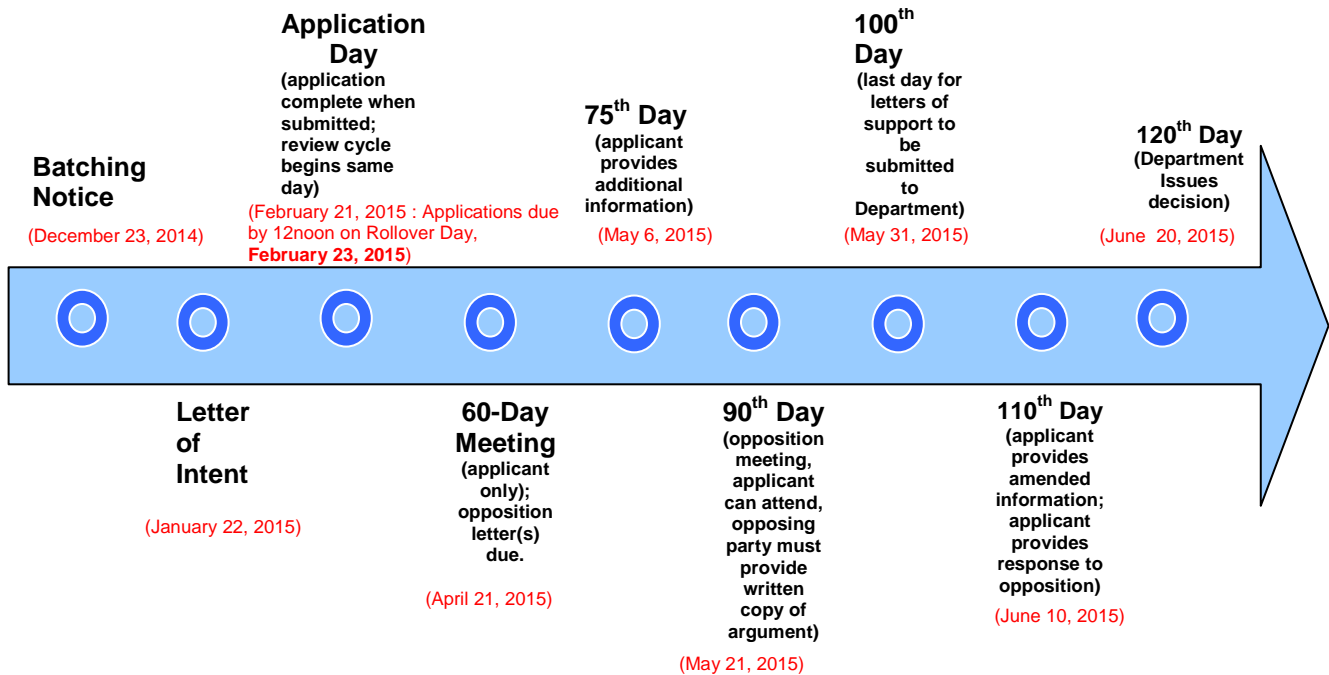 Batching
Notice
(December 23, 2014)
Letter
of
Intent
(January 22, 2015)
Application
Day
(application
complete when
submitted;
review cycle
begins same
day)
(February 21, 2015 : Applications due
by 12noon on Rollover Day,
February 23, 2015)
60-Day
Meeting
(applicant
only);
opposition
letter(s)
due.
(April 21, 2015)
75th Day
(applicant
provides
additional
information)
(May 6, 2015)
90th Day
(opposition
meeting,
applicant
can attend,
opposing
party must
provide
written
copy of
argument)
(May 21, 2015)
100th
Day
(last day for
letters of
support to
be
submitted
to
Department)
(May 31, 2015)
110th Day
(applicant
provides
amended
information;
applicant
provides
response to
opposition)
(June 10, 2015)
120th Day
(Department
Issues
decision)
(June 20, 2015)